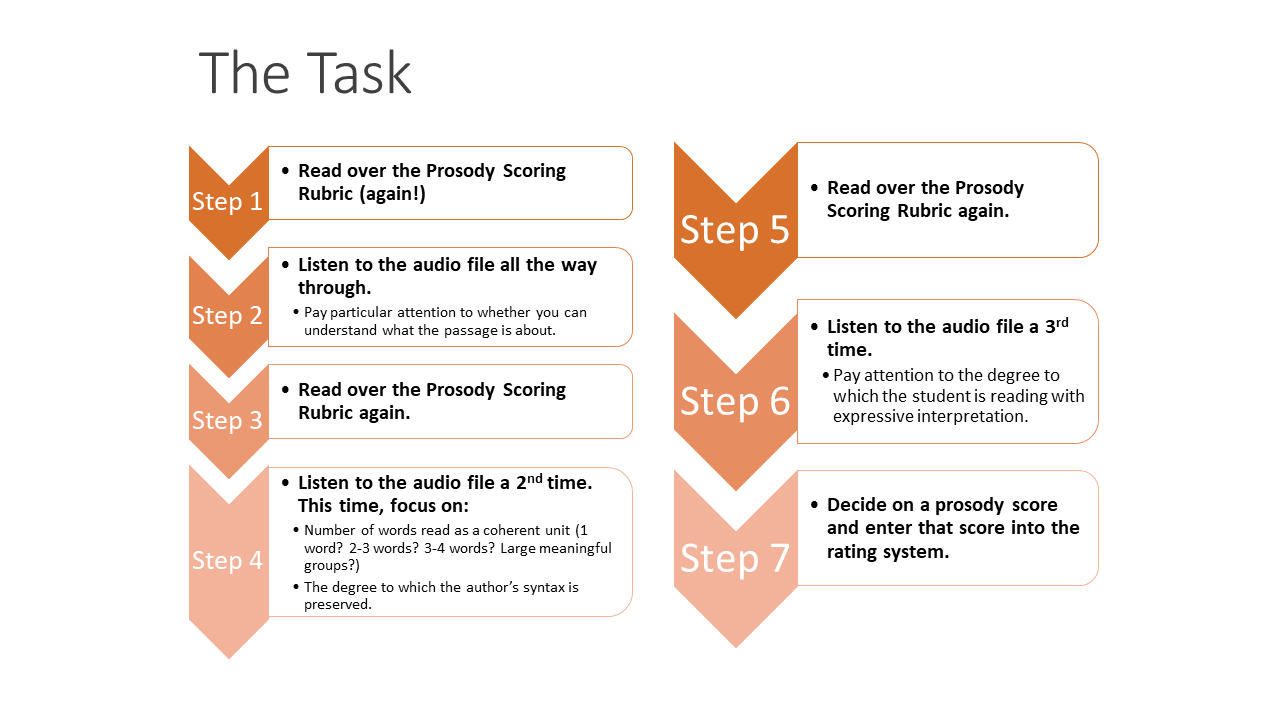 The Task
Step 1
• Read over the Prosody Scoring
Rubric (again!)
Step 2
• Listen to the audio file all the way
through.
• Pay particular attention to whether you can
understand what the passage is about.
Step 3
• Read over the Prosody Scoring
Rubric again.
Step 4
• Listen to the audio file a 2nd time.
This time, focus on:
• Number of words read as a coherent unit (1
word? 2-3 words? 3-4 words? Large meaningful
groups?)
• The degree to which the author’s syntax is
preserved.
Step 5
• Read over the Prosody
Scoring Rubric again.
Step 6
• Listen to the audio file a 3rd
time.
• Pay attention to the degree to
which the student is reading with
expressive interpretation.
Step 7
• Decide on a prosody score
and enter that score into the
rating system.